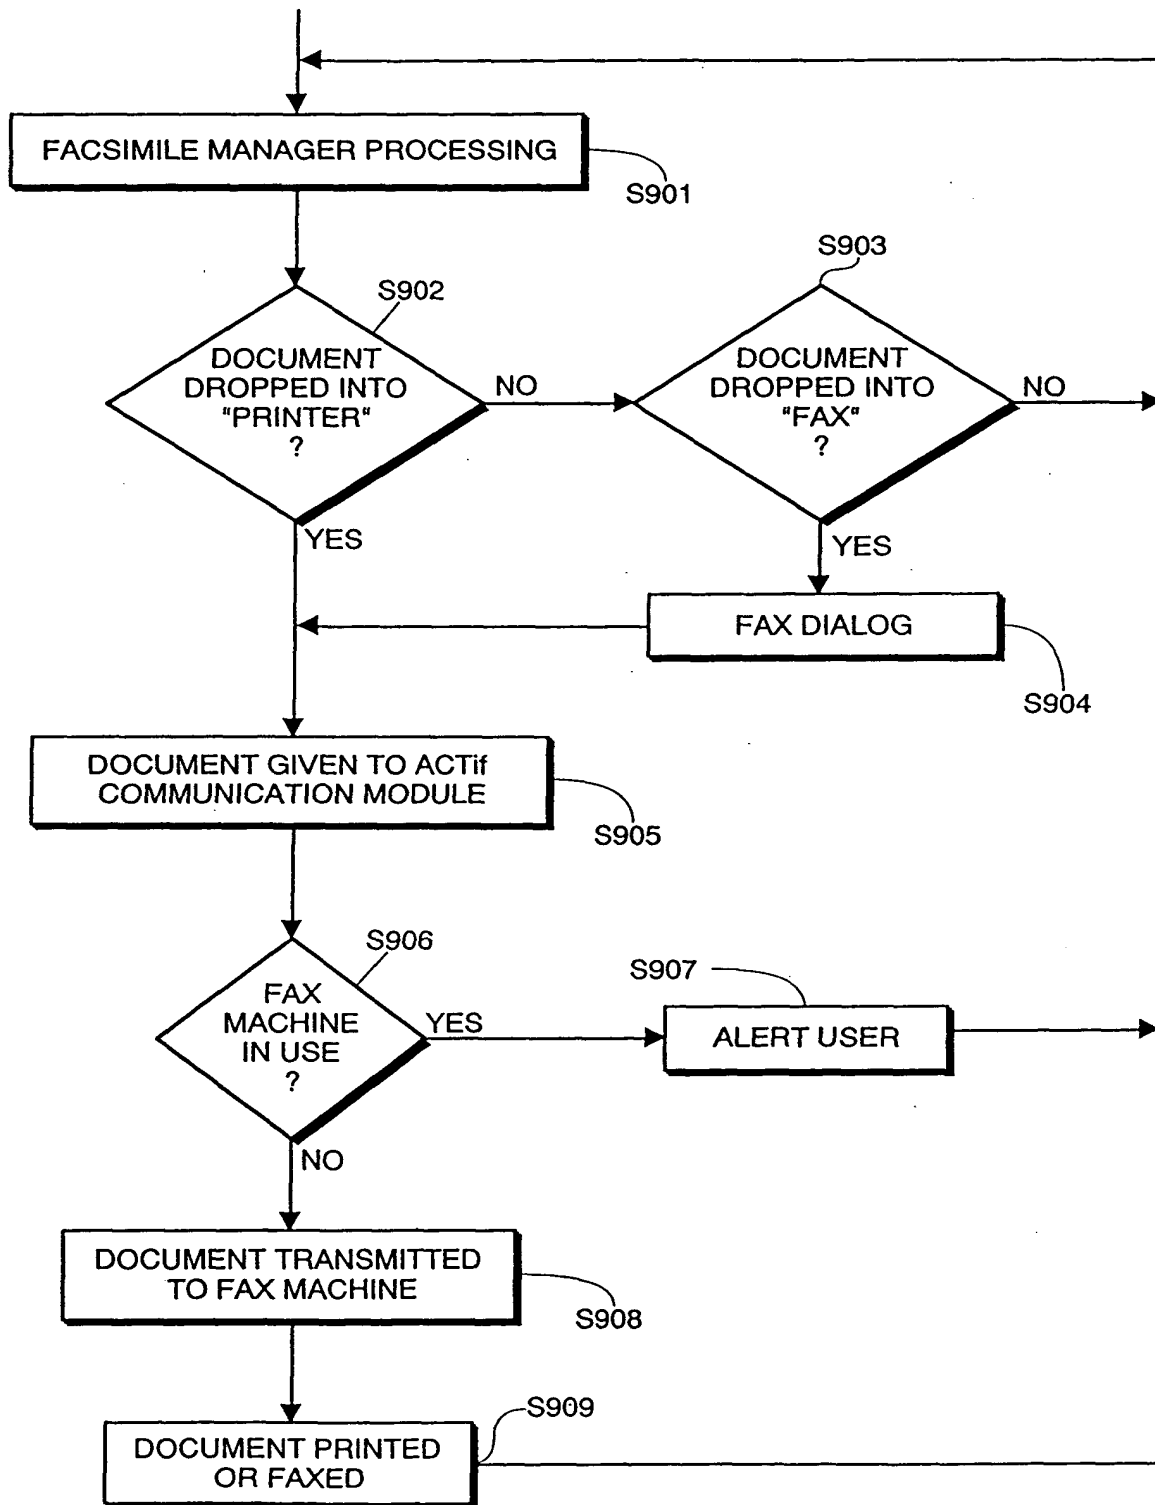 FACSIMILE MANAGER PROCESSING
S901
S902
DOCUMENT
DROPPED INTO
"PRINTER"
?
NO
YES
S903
DOCUMENT
DROPPED INTO
"FAX"
?
NO
YES
FAX DIALOG
S904
DOCUMENT GIVEN TO ACTif
COMMUNICATION MODULE
S905
S906
FAX
MACHINE
IN USE
?
YES
NO
S907
ALERT USER
DOCUMENT TRANSMITTED
TO FAX MACHINE
S908
S909
DOCUMENT PRINTED
OR FAXED